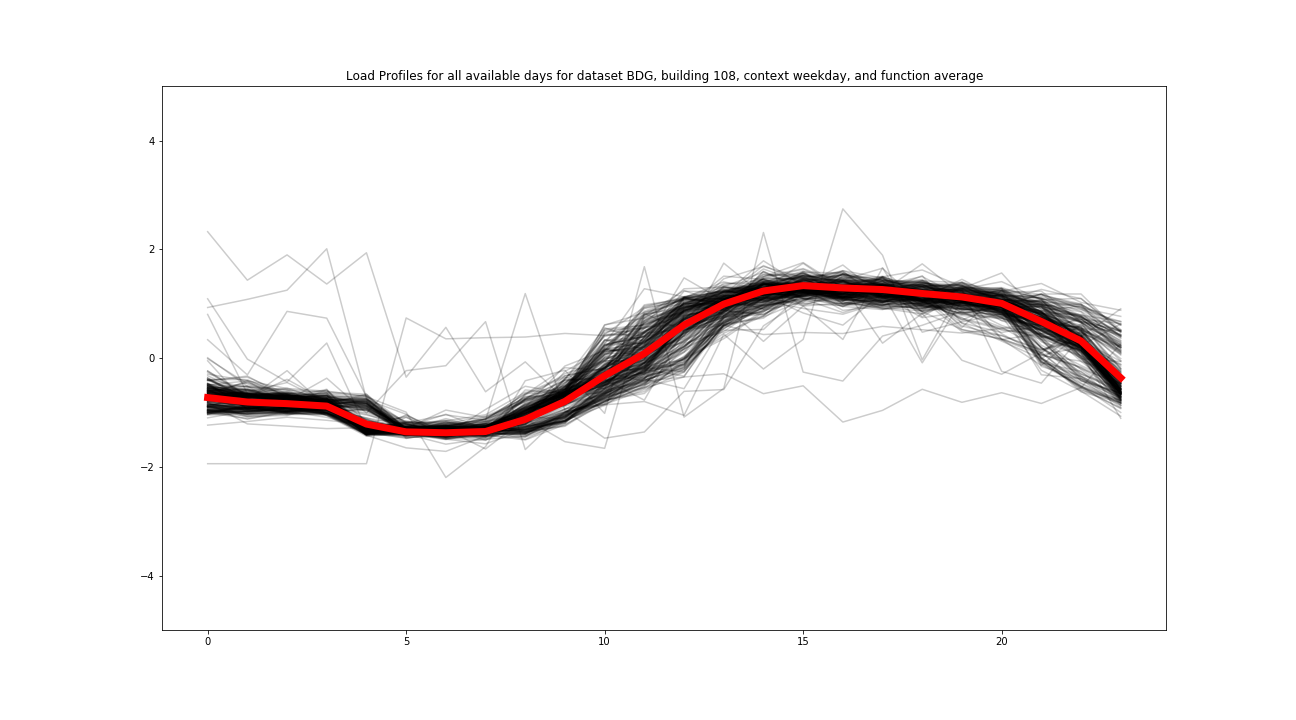 Load Profiles for all available days for dataset BDG, building 108, context weekday, and function average
4
2
0
−2
−4
0 5 10 15 20